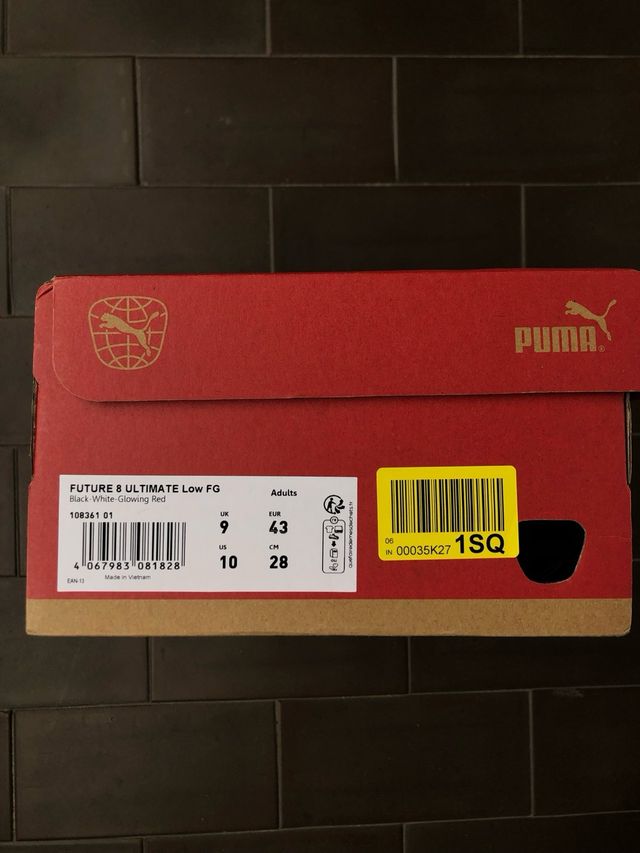 PUMA®
FUTURE 8 ULTIMATE Low FG
Black-White-Glowing Red
Adults
108361 01
UK EUR
9 43
US CM
10 28
4 067983 081828
EAN-13 Made in Vietnam
06
IN 00035K27 1SQ